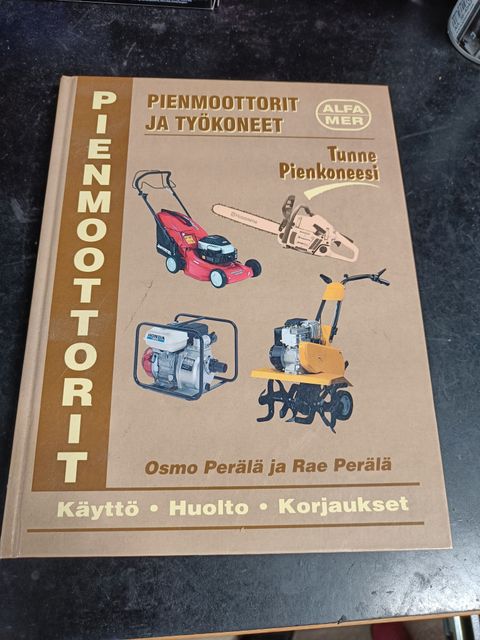 PIENMOOTTORIT
PIENMOOTTORIT
JA TYÖKONEET
ALFA
MER
Tunne
Pienkoneesi
Husqvarna
Osmo Perälä ja Rae Perälä
Käyttö • Huolto • Korjaukset